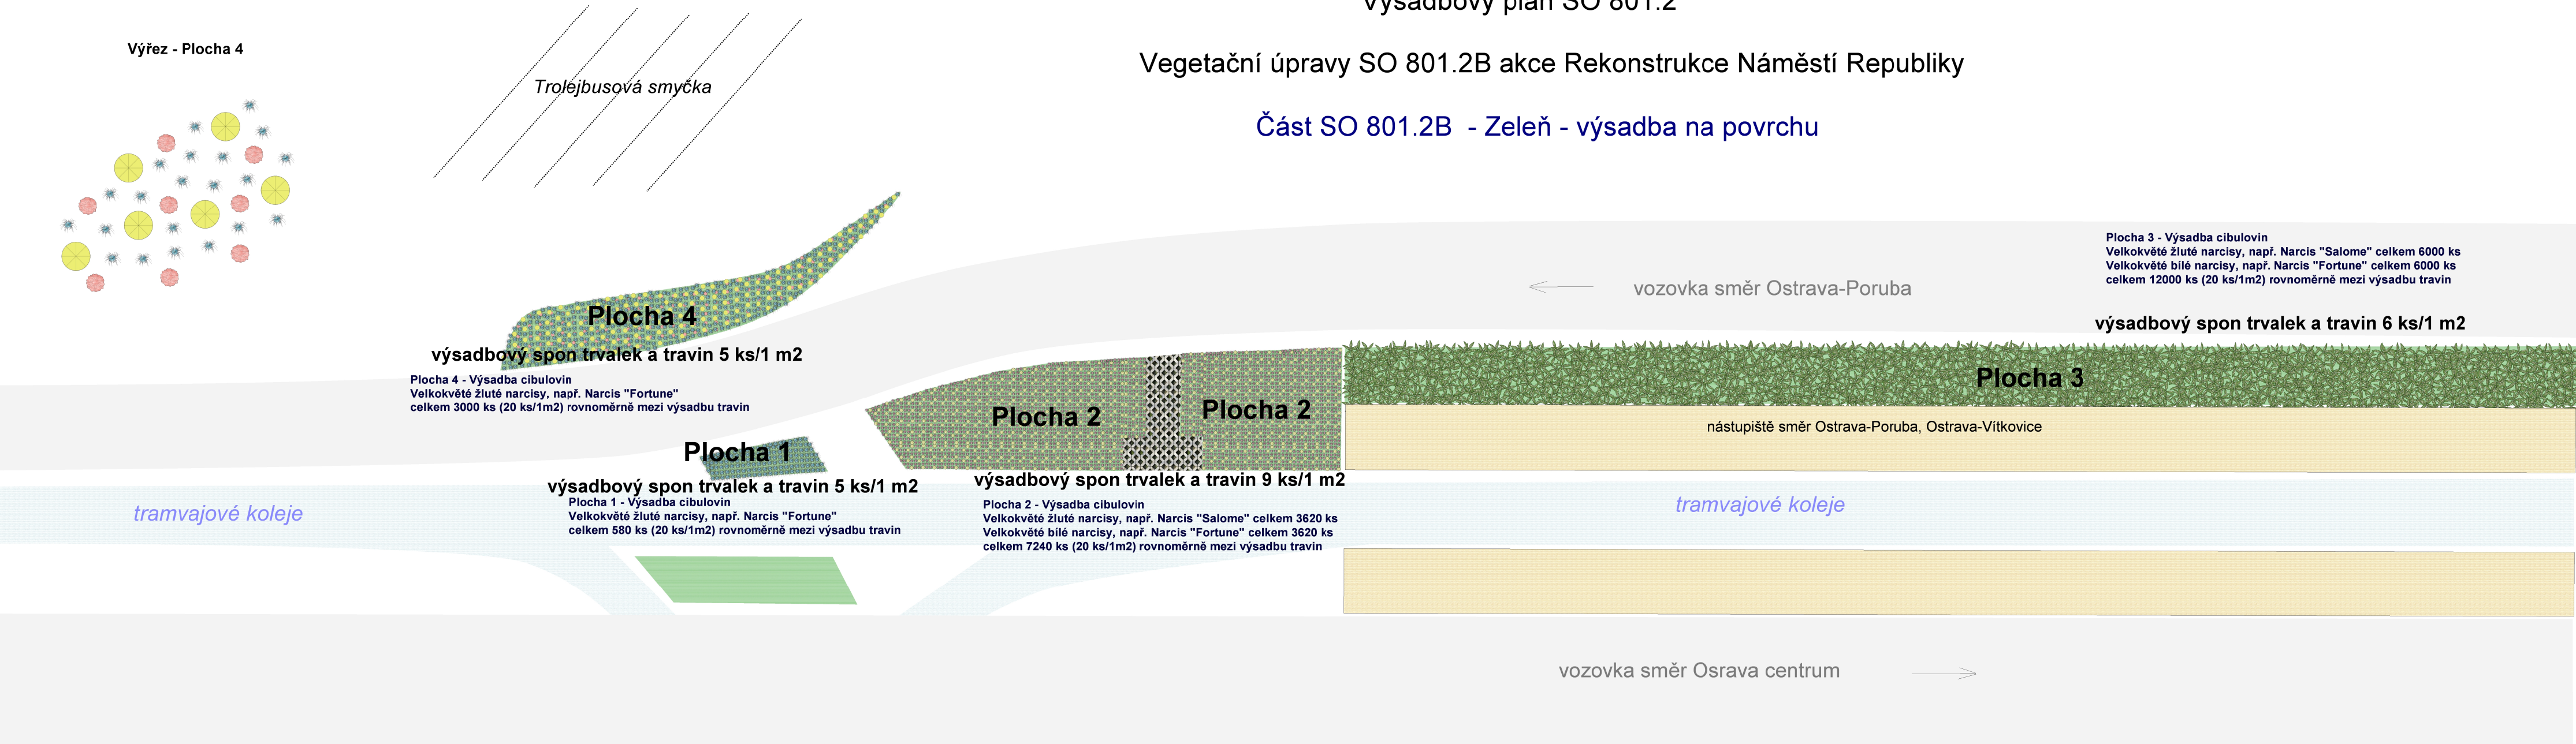 Výsadbový plán SO 801.2
Výřez - Plocha 4
Vegetační úpravy SO 801.2B akce Rekonstrukce Náměstí Republiky
Trolejbusová smyčka
Část SO 801.2B - Zeleň - výsadba na povrchu
Plocha 3 - Výsadba cibulovin
Velkokvěté žluté narcisy, např. Narcis "Salome" celkem 6000 ks
Velkokvěté bílé narcisy, např. Narcis "Fortune" celkem 6000 ks
celkem 12000 ks (20 ks/1m2) rovnoměrně mezi výsadbu travin
vozovka směr Ostrava-Poruba
výsadbový spon trvalek a travin 6 ks/1 m2
Plocha 4
výsadbový spon trvalek a travin 5 ks/1 m2
Plocha 4 - Výsadba cibulovin
Velkokvěté žluté narcisy, např. Narcis "Fortune"
celkem 3000 ks (20 ks/1m2) rovnoměrně mezi výsadbu travin
Plocha 3
Plocha 2
Plocha 2
nástupiště směr Ostrava-Poruba, Ostrava-Vítkovice
Plocha 1
výsadbový spon trvalek a travin 5 ks/1 m2
Plocha 1 - Výsadba cibulovin
Velkokvěté žluté narcisy, např. Narcis "Fortune"
celkem 580 ks (20 ks/1m2) rovnoměrně mezi výsadbu travin
výsadbový spon trvalek a travin 9 ks/1 m2
Plocha 2 - Výsadba cibulovin
Velkokvěté žluté narcisy, např. Narcis "Salome" celkem 3620 ks
Velkokvěté bílé narcisy, např. Narcis "Fortune" celkem 3620 ks
celkem 7240 ks (20 ks/1m2) rovnoměrně mezi výsadbu travin
tramvajové koleje
tramvajové koleje
vozovka směr Osrava centrum